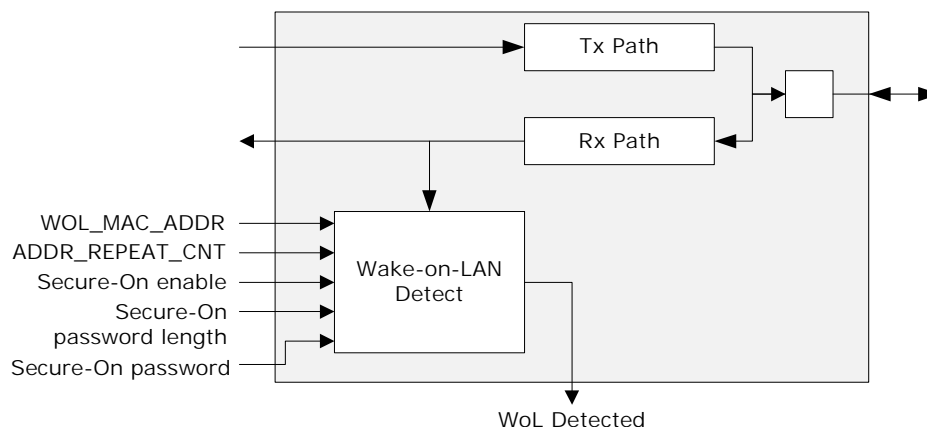 Tx Path
Rx Path
WOL_MAC_ADDR
ADDR_REPEAT_CNT
Secure-On enable
Secure-On
password length
Secure-On password
Wake-on-LAN
Detect
WoL Detected